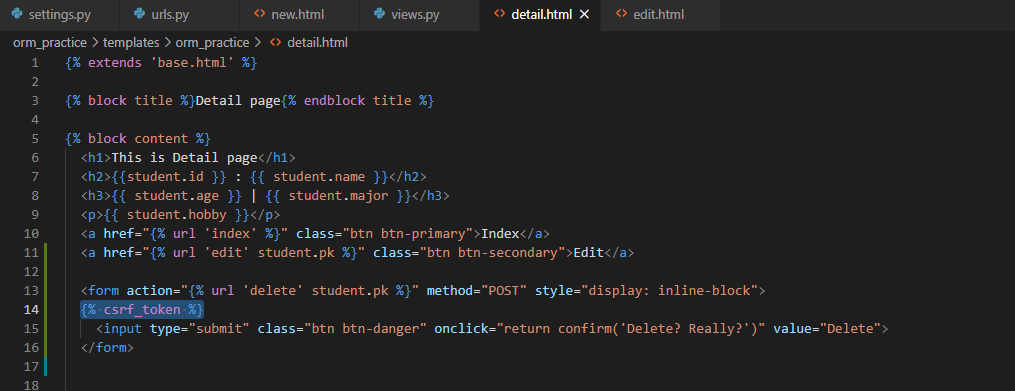 settings.py urls.py new.html views.py detail.html edit.html
orm_practice > templates > orm_practice > detail.html
1 {% extends 'base.html' %}
2
3 {% block title %}Detail page{% endblock title %}
4
5 {% block content %}
6 <h1>This is Detail page</h1>
7 <h2>{{student.id }} : {{ student.name }}</h2>
8 <h3>{{ student.age }} | {{ student.major }}</h3>
9 <p>{{ student.hobby }}</p>
10 <a href="{% url 'index' %}" class="btn btn-primary">Index</a>
11 <a href="{% url 'edit' student.pk %}" class="btn btn-secondary">Edit</a>
12
13 <form action="{% url 'delete' student.pk %}" method="POST" style="display: inline-block">
14 {% csrf_token %}
15 <input type="submit" class="btn btn-danger" onclick="return confirm('Delete? Really?')" value="Delete">
16 </form>
17
18